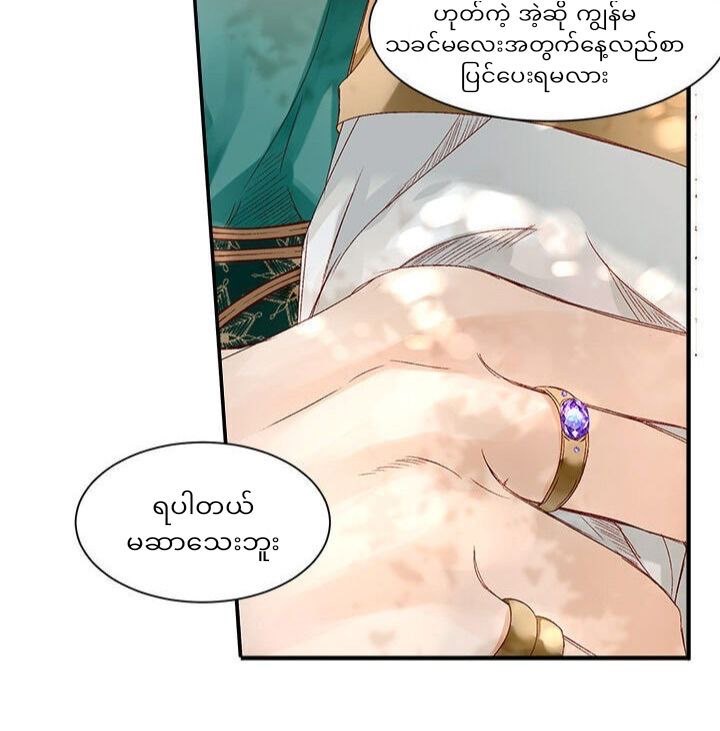 ဟုတ်ကဲ့ အဲ့ဆို ကျွန်မ
သခင်မလေးအတွက်နေ့လည်စာ
ပြင်ပေးရမလား
ရပါတယ်
မဆာသေးဘူး